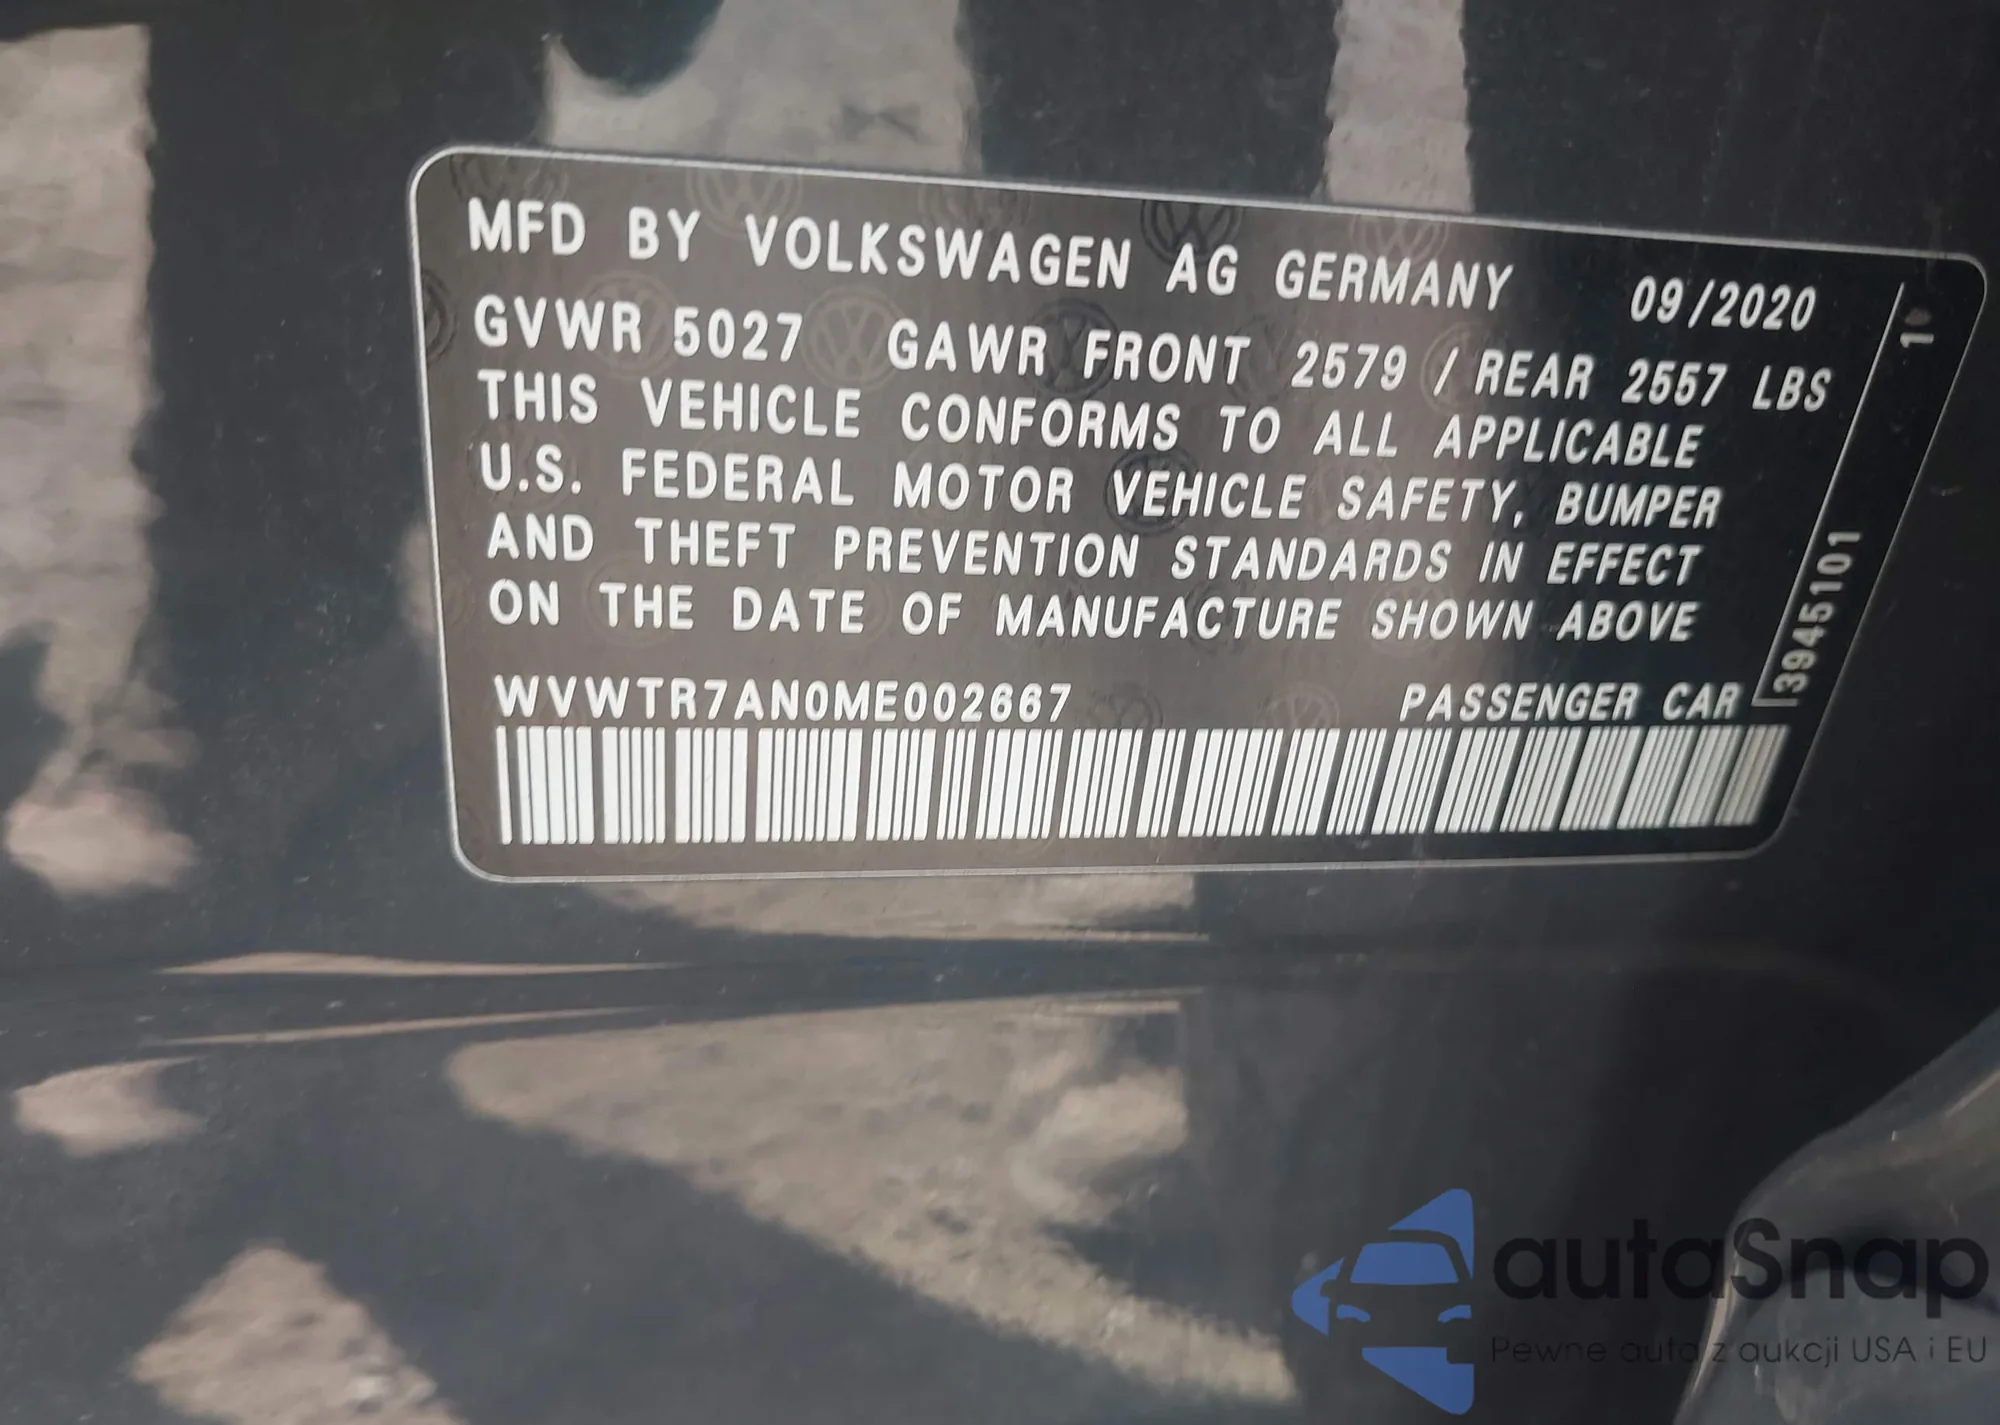 MFD BY VOLKSWAGEN AG GERMANY 09/2020
GVWR 5027 GAWR FRONT 2579 / REAR 2557 LBS
THIS VEHICLE CONFORMS TO ALL APPLICABLE
U.S. FEDERAL MOTOR VEHICLE SAFETY, BUMPER
AND THEFT PREVENTION STANDARDS IN EFFECT
ON THE DATE OF MANUFACTURE SHOWN ABOVE
WVWTR7AN0ME002667 PASSENGER CAR
3945101
autaSnap
Pewne auta z aukcji USA i EU